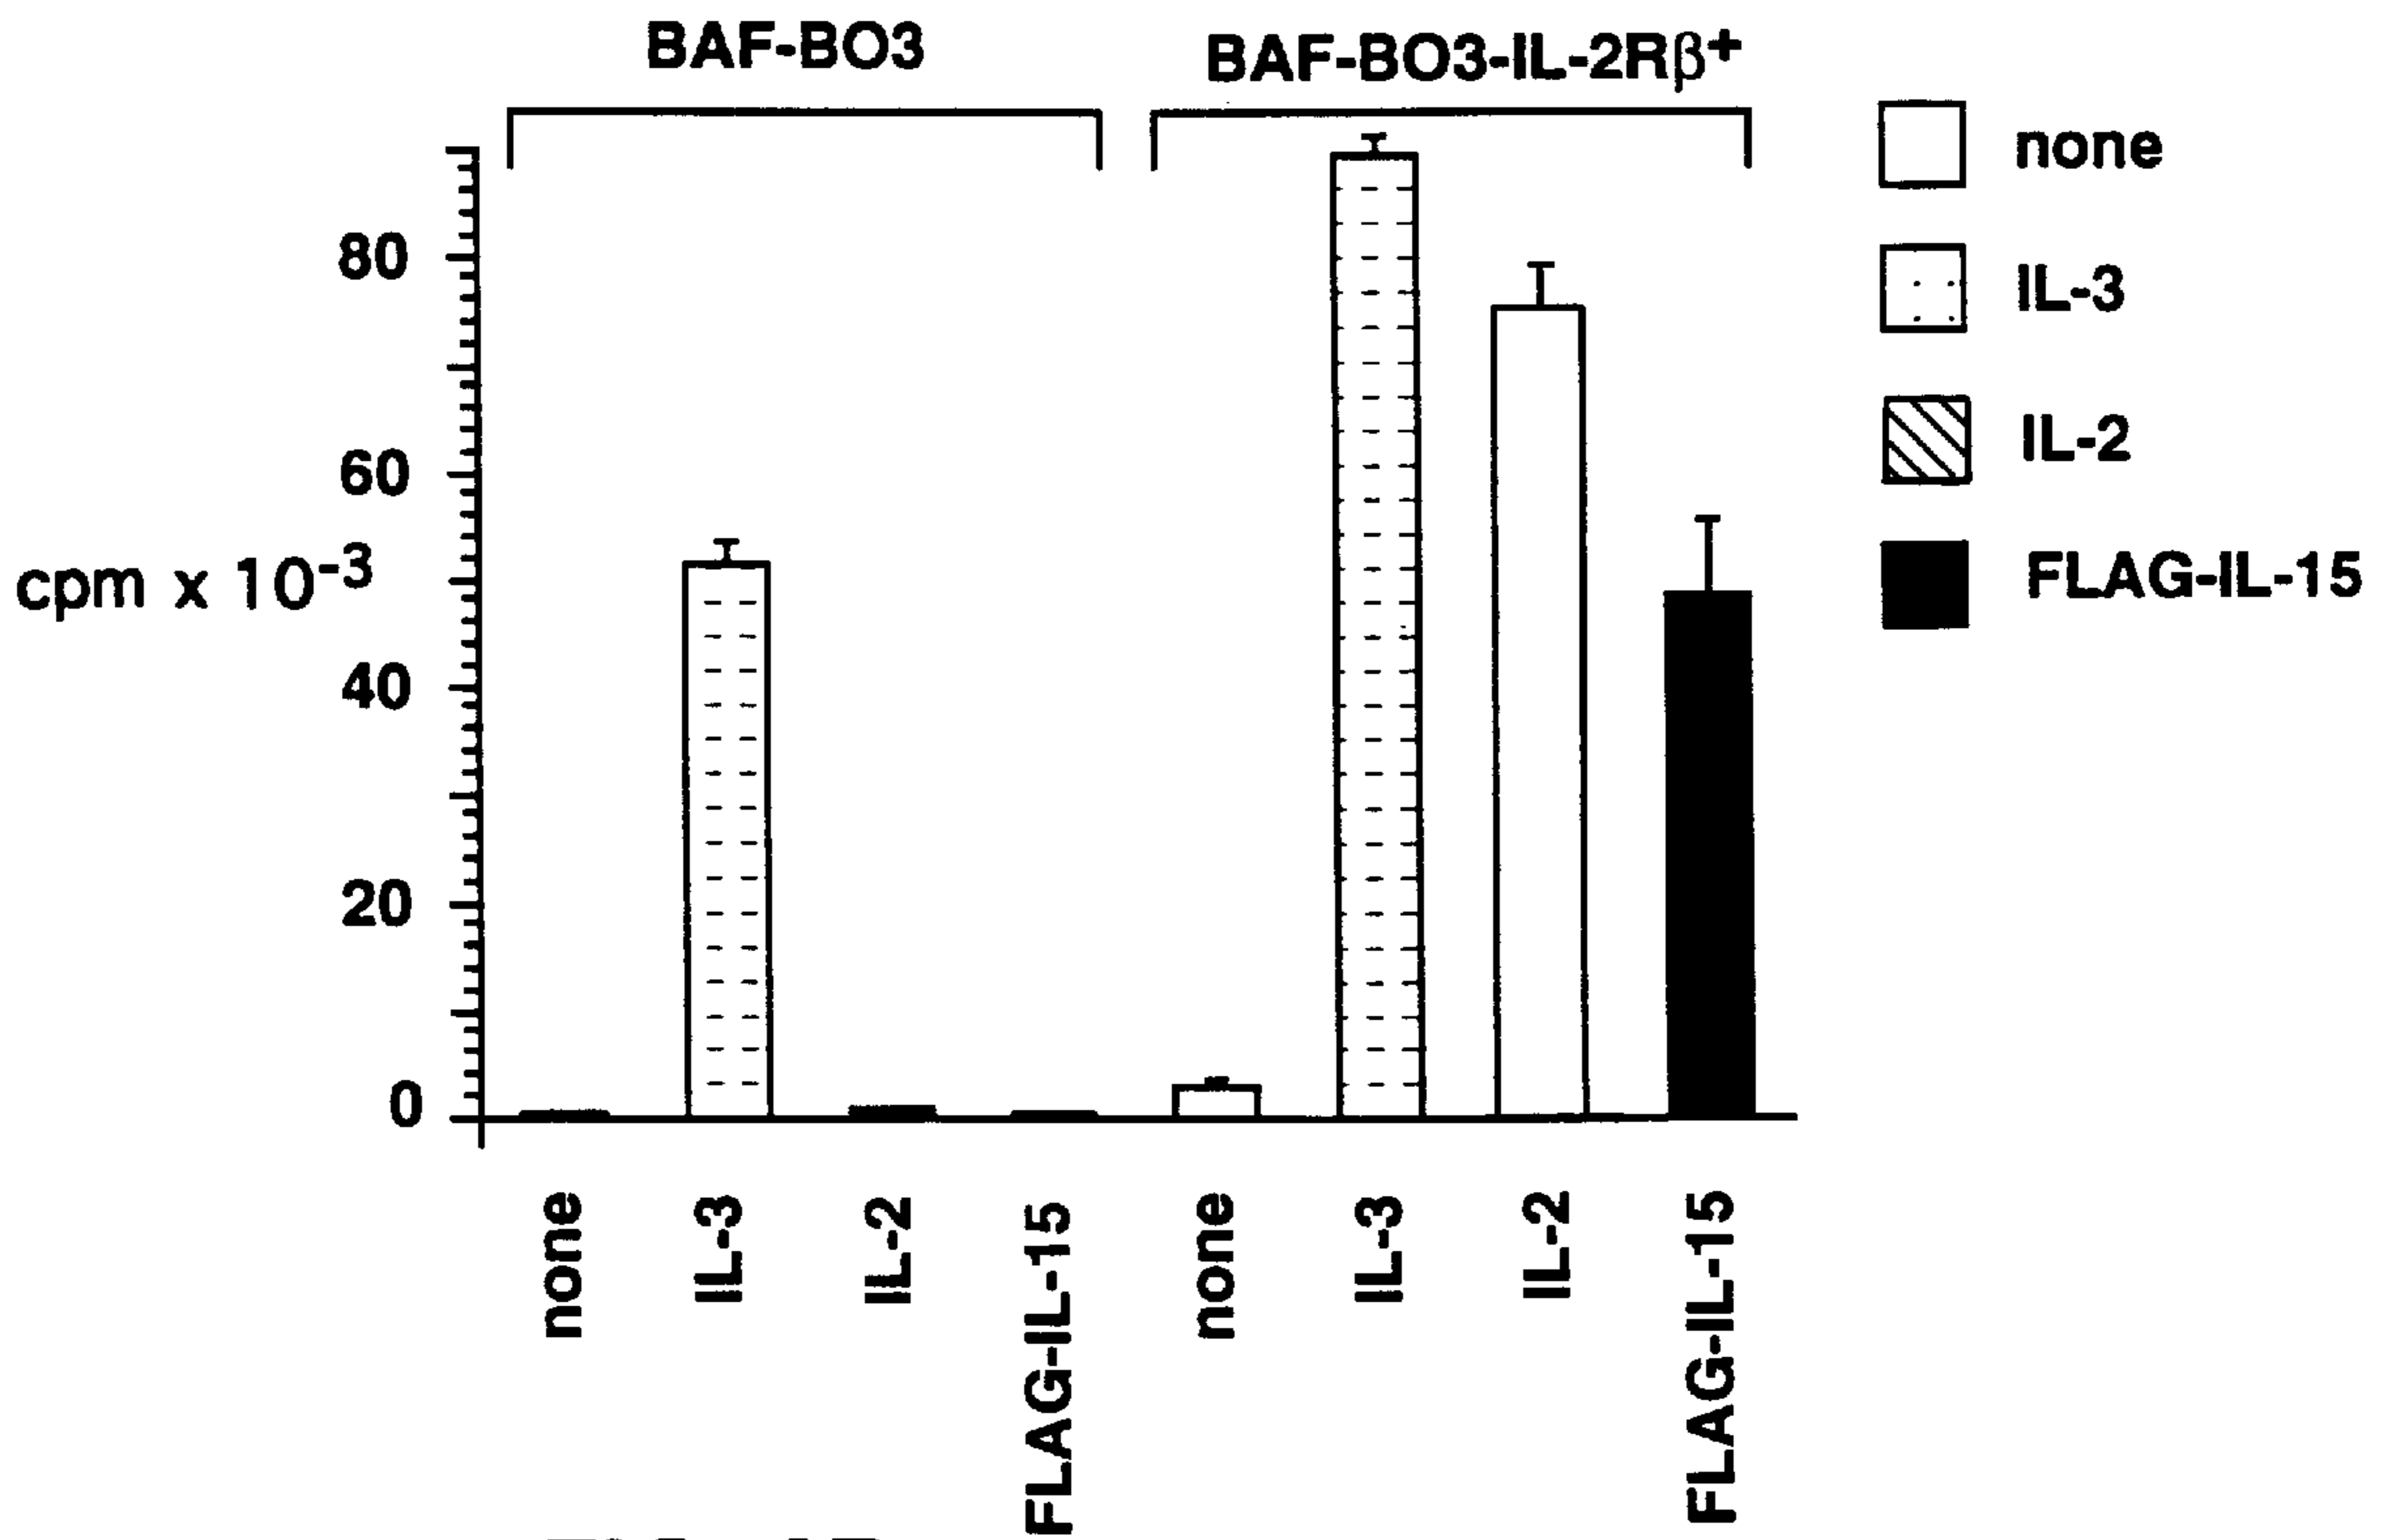 BAF-BO3
BAF-BO3-IL-2Rβ+
none
IL-3
IL-2
FLAG-IL-15
80
60
cpm x 10-3
40
20
0
none
IL-3
IL-2
FLAG-IL-15
none
IL-3
IL-2
FLAG-IL-15